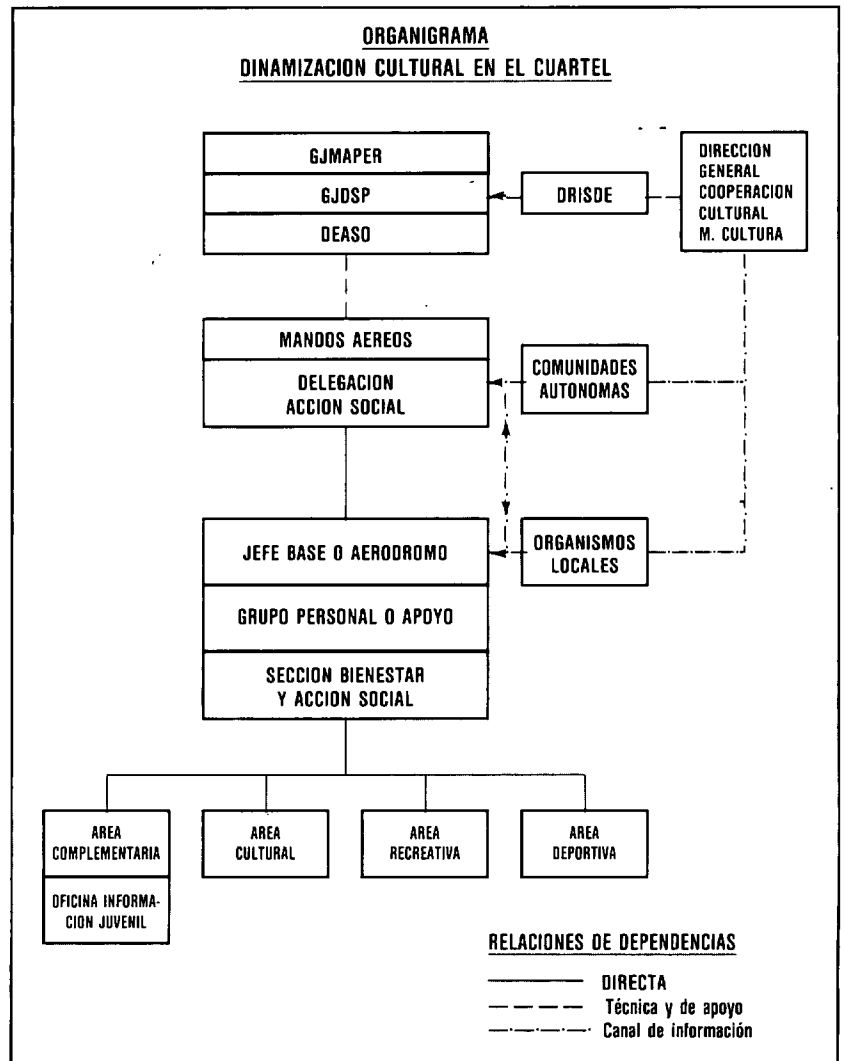 ORGANIGRAMA
DINAMIZACION CULTURAL EN EL CUARTEL
GJMAPER
GJDSP
DEASO
DRISDE
DIRECCION
GENERAL
COOPERACION
CULTURAL
M. CULTURA
MANDOS AEREOS
DELEGACION
ACCION SOCIAL
COMUNIDADES
AUTONOMAS
JEFE BASE O AERODROMO
GRUPO PERSONAL O APOYO
SECCION BIENESTAR
Y ACCION SOCIAL
ORGANISMOS
LOCALES
AREA
COMPLEMENTARIA
OFICINA INFORMA-
CION JUVENIL
AREA
CULTURAL
AREA
RECREATIVA
AREA
DEPORTIVA
RELACIONES DE DEPENDENCIAS
DIRECTA
Técnica y de apoyo
Canal de información